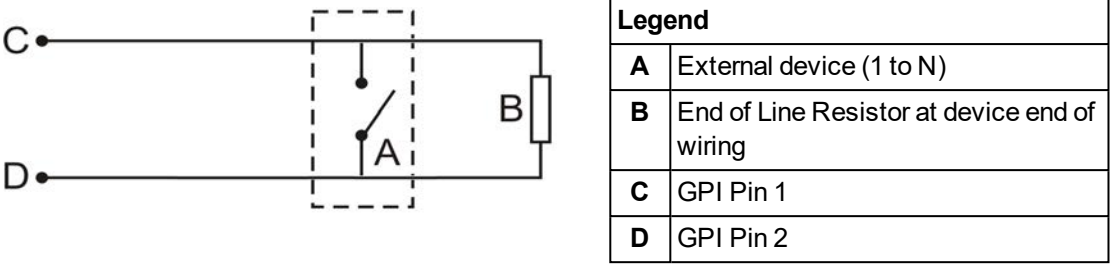 C
D
A
B
Legend
A External device (1 to N)
B End of Line Resistor at device end of
wiring
C GPI Pin 1
D GPI Pin 2